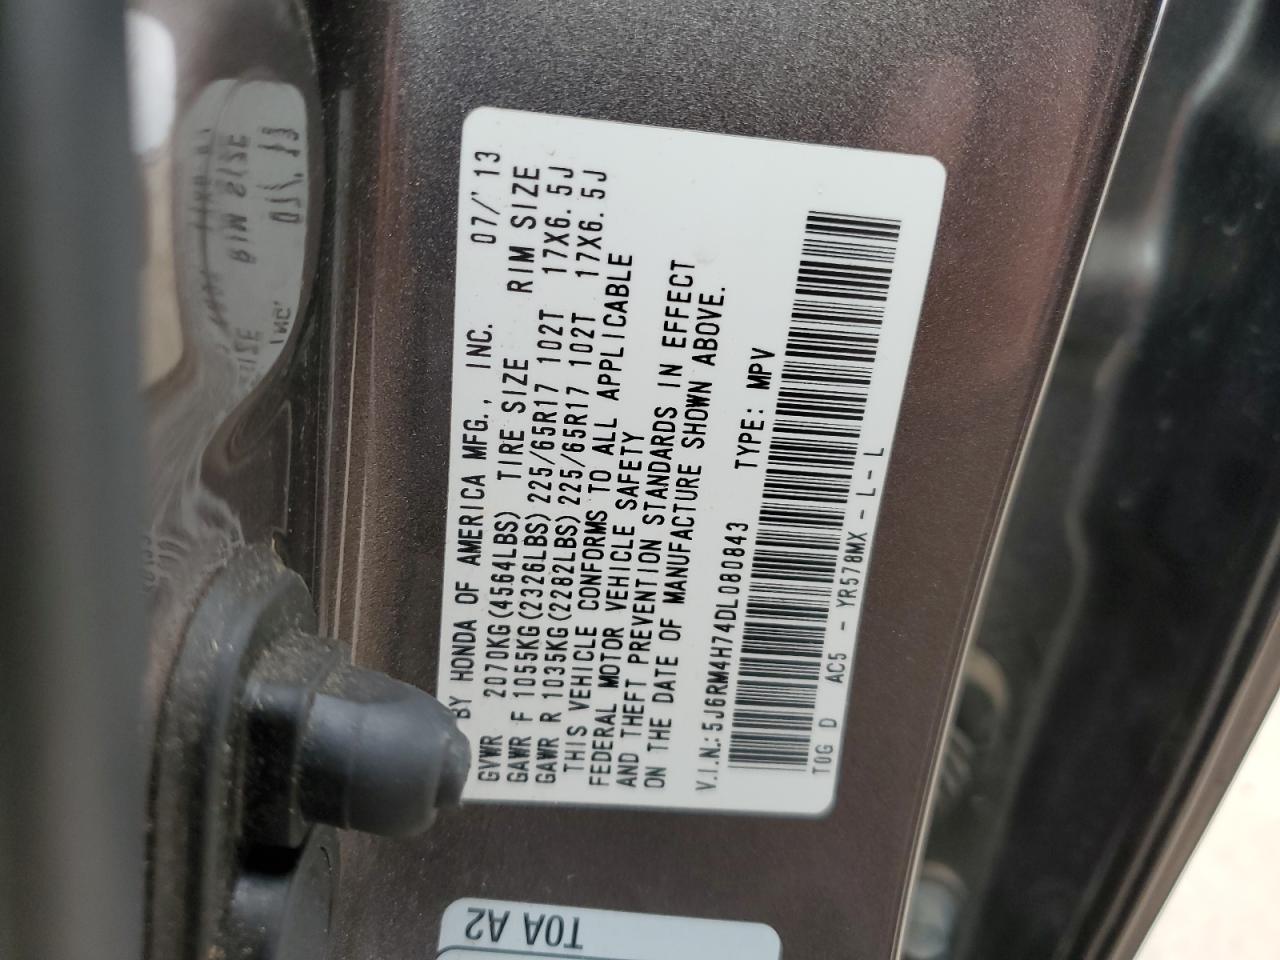 BY HONDA OF AMERICA MFG., INC. 07/'13
GVWR 2070KG(4564LBS) TIRE SIZE RIM SIZE
GAWR F 1055KG(2326LBS) 225/65R17 102T 17X6.5J
GAWR R 1035KG(2282LBS) 225/65R17 102T 17X6.5J
THIS VEHICLE CONFORMS TO ALL APPLICABLE
FEDERAL MOTOR VEHICLE SAFETY
AND THEFT PREVENTION STANDARDS IN EFFECT
ON THE DATE OF MANUFACTURE SHOWN ABOVE.
V.I.N.: 5J6RM4H74DL080843 TYPE: MPV
T0G D AC5 - YR578MX - L - L
T0A A2